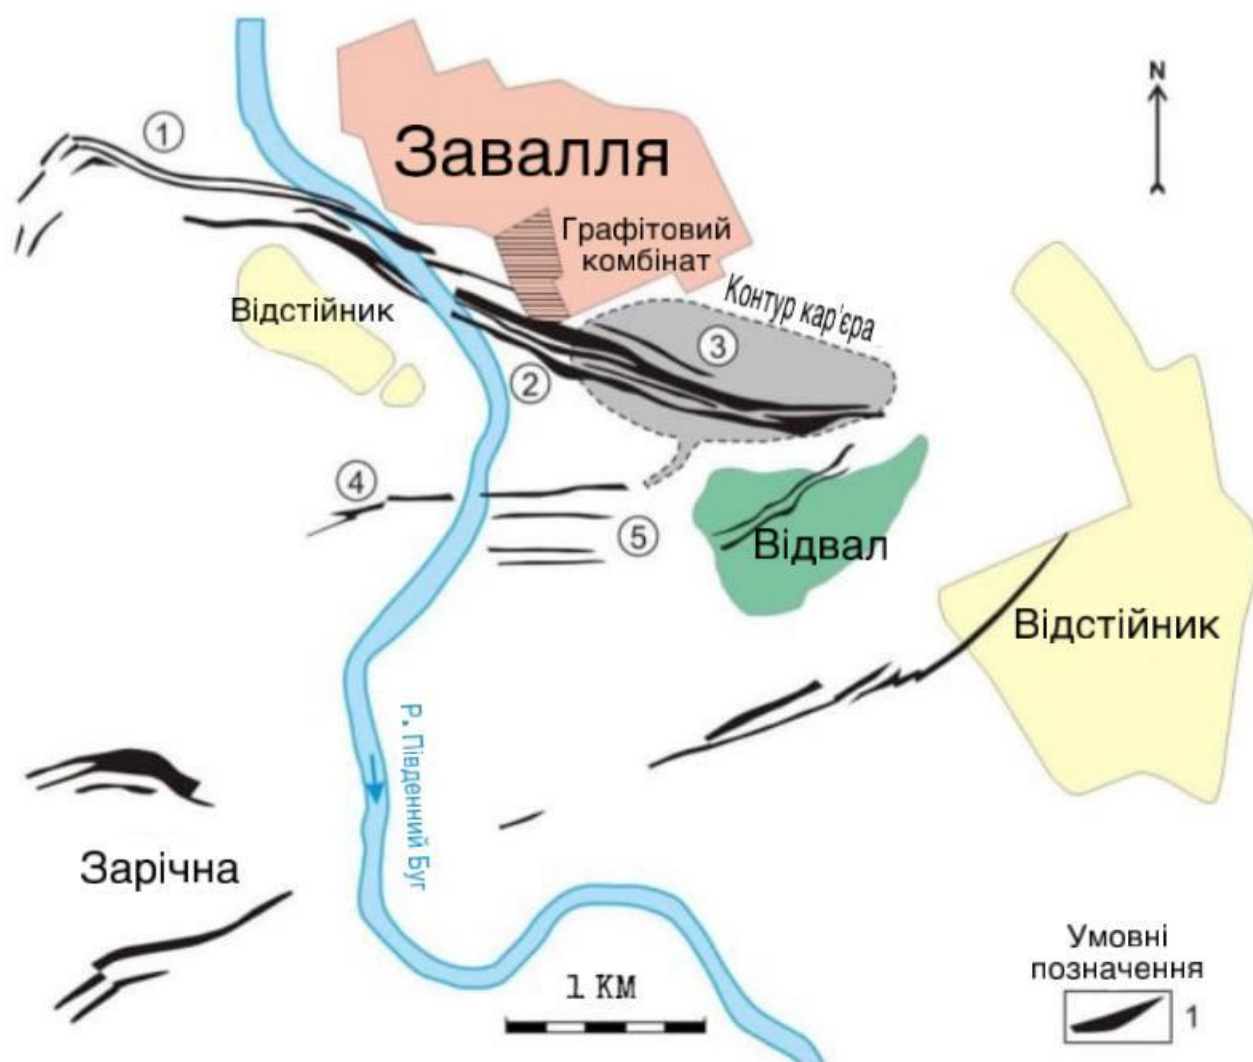 N
1
Завалля
Графітовий
комбінат
Відстійник
Контур кар'єра
3
2
4
5
Відвал
Відстійник
Р. Південний Буг
Зарічна
1 КМ
Умовні
позначення
1